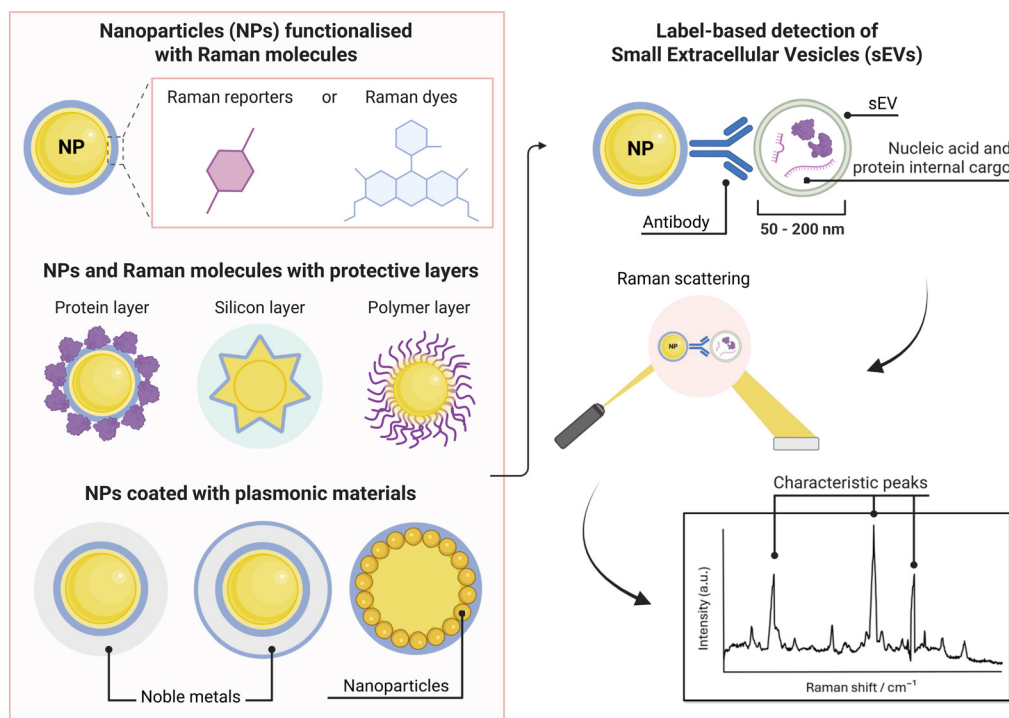 Nanoparticles (NPs) functionalised
with Raman molecules
Raman reporters or Raman dyes
NP
NPs and Raman molecules with protective layers
Protein layer
Silicon layer
Polymer layer
NPs coated with plasmonic materials
Noble metals
Nanoparticles
Label-based detection of
Small Extracellular Vesicles (sEVs)
sEV
NP
Nucleic acid and
protein internal cargo
Antibody
50 - 200 nm
Raman scattering
NP
Characteristic peaks
Intensity (a.u.)
Raman shift / cm⁻¹